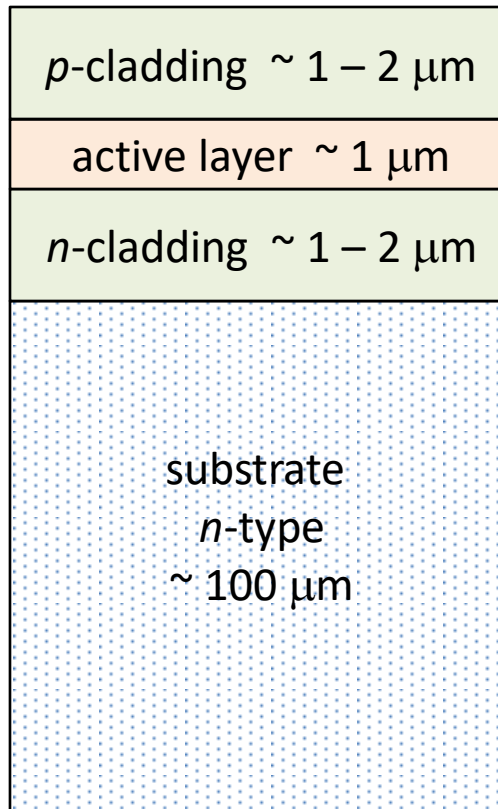 p-cladding ~ 1 – 2 μm
active layer ~ 1 μm
n-cladding ~ 1 – 2 μm
substrate
n-type
~ 100 μm